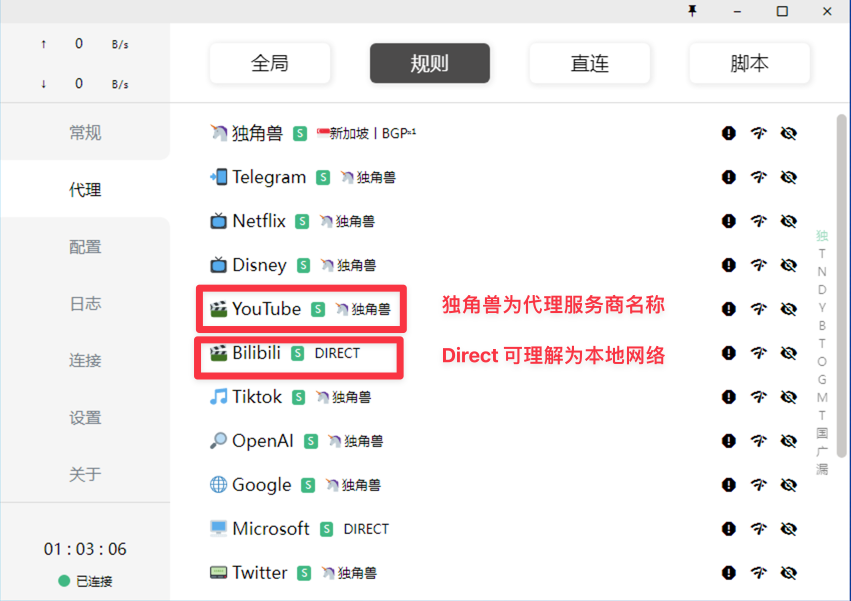 ↑ 0 B/s
↓ 0 B/s
常规
代理
配置
日志
连接
设置
关于
01 : 03 : 06
已连接
全局 规则 直连 脚本
独角兽 S 新加坡 | BGP×1
Telegram S 独角兽
Netflix S 独角兽
Disney S 独角兽
YouTube S 独角兽
独角兽为代理服务商名称
Bilibili S DIRECT
Direct 可理解为本地网络
Tiktok S 独角兽
OpenAI S 独角兽
Google S 独角兽
Microsoft S DIRECT
Twitter S 独角兽
独
T
N
D
Y
B
T
O
G
M
T
国
广
漏